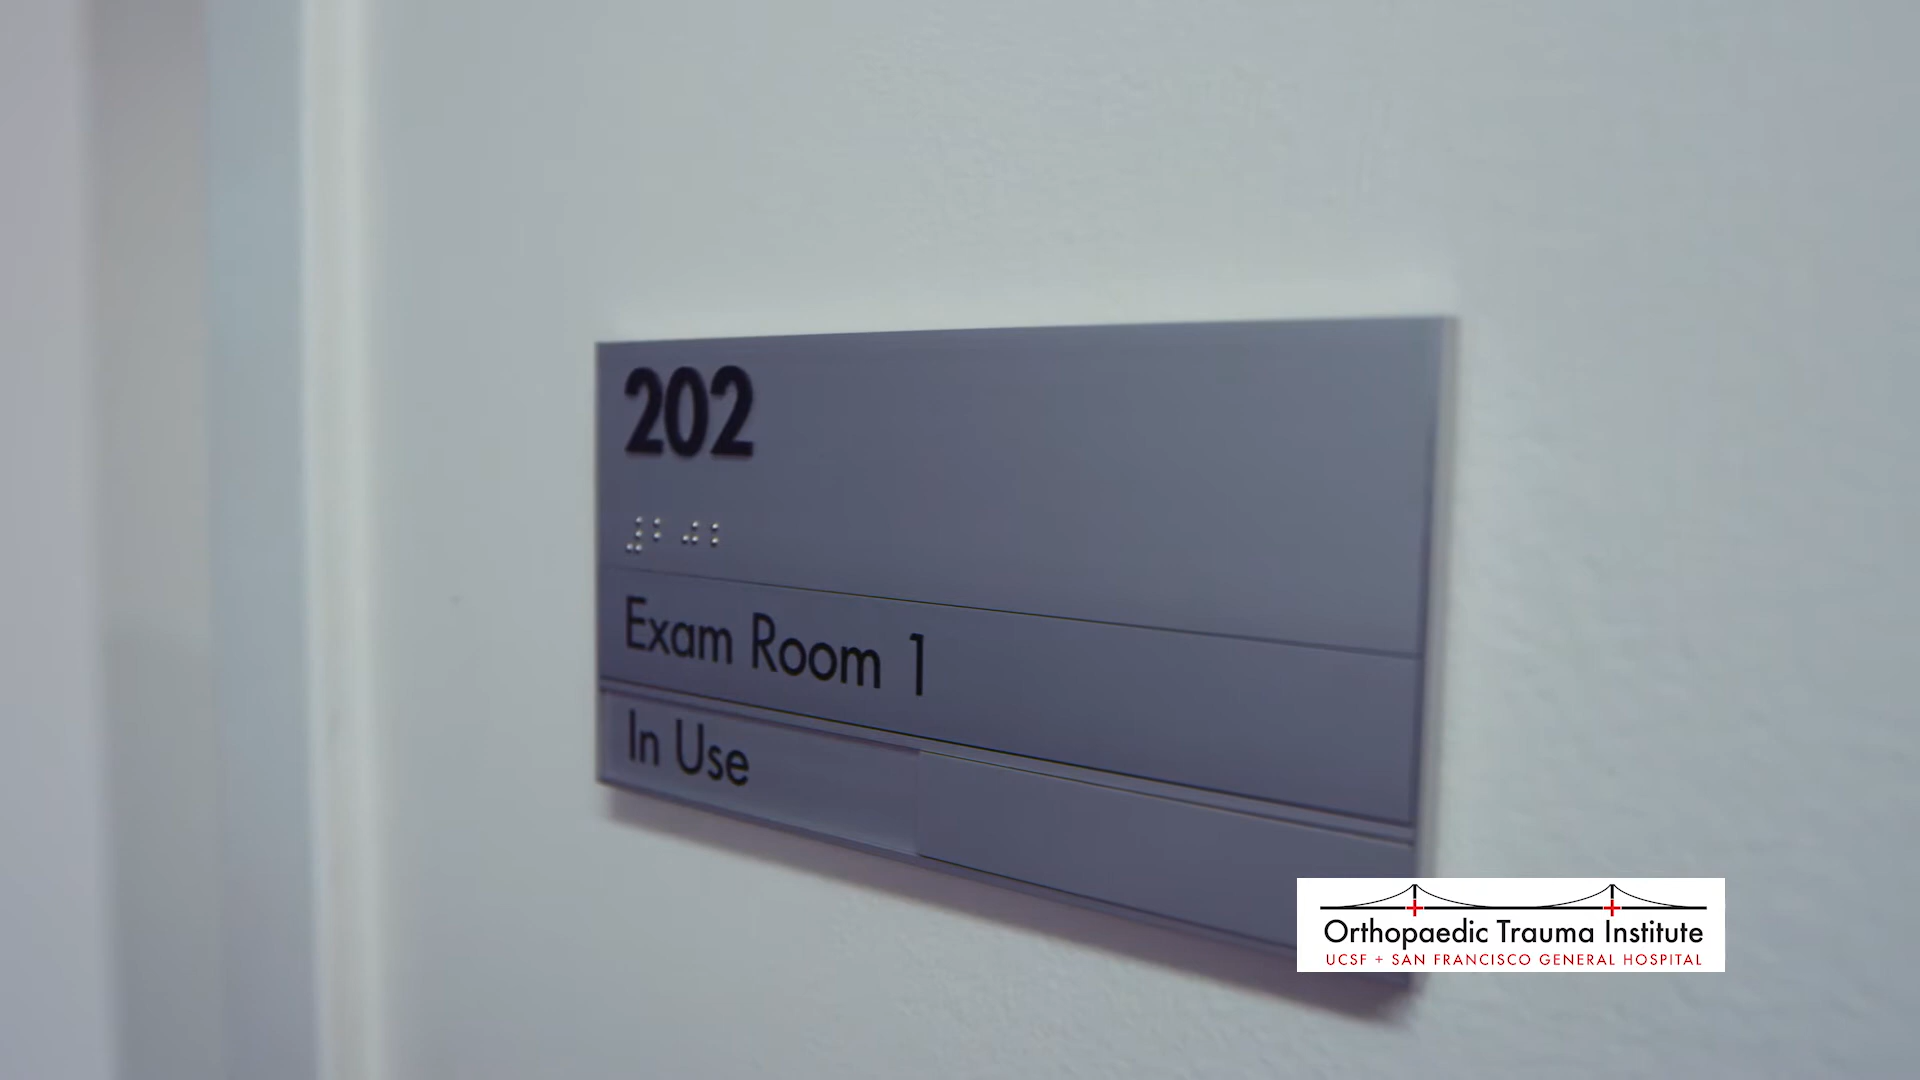 202
Exam Room 1
In Use
Orthopaedic Trauma Institute
UCSF + SAN FRANCISCO GENERAL HOSPITAL